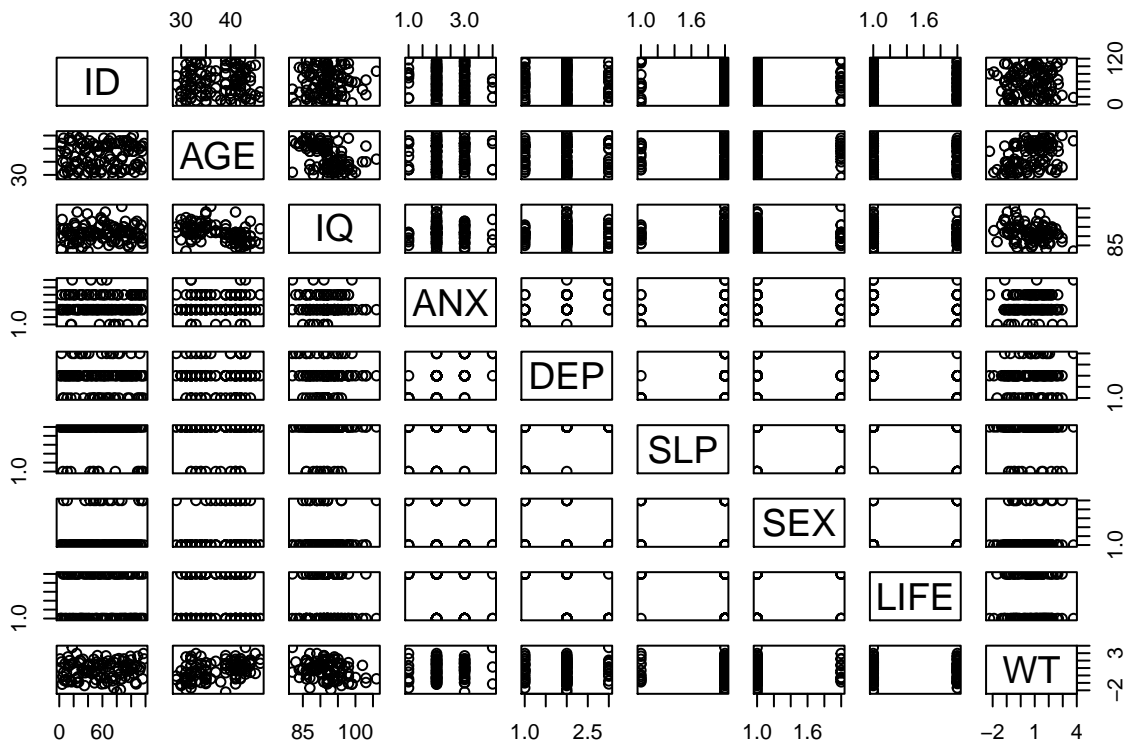 30 40 1.0 3.0 1.0 1.6 1.0 1.6
ID 0 120
30 AGE
IQ 85
1.0 ANX
DEP 1.0
1.0 SLP
SEX 1.0
1.0 LIFE
WT −2 3
0 60 85 100 1.0 2.5 1.0 1.6 −2 1 4